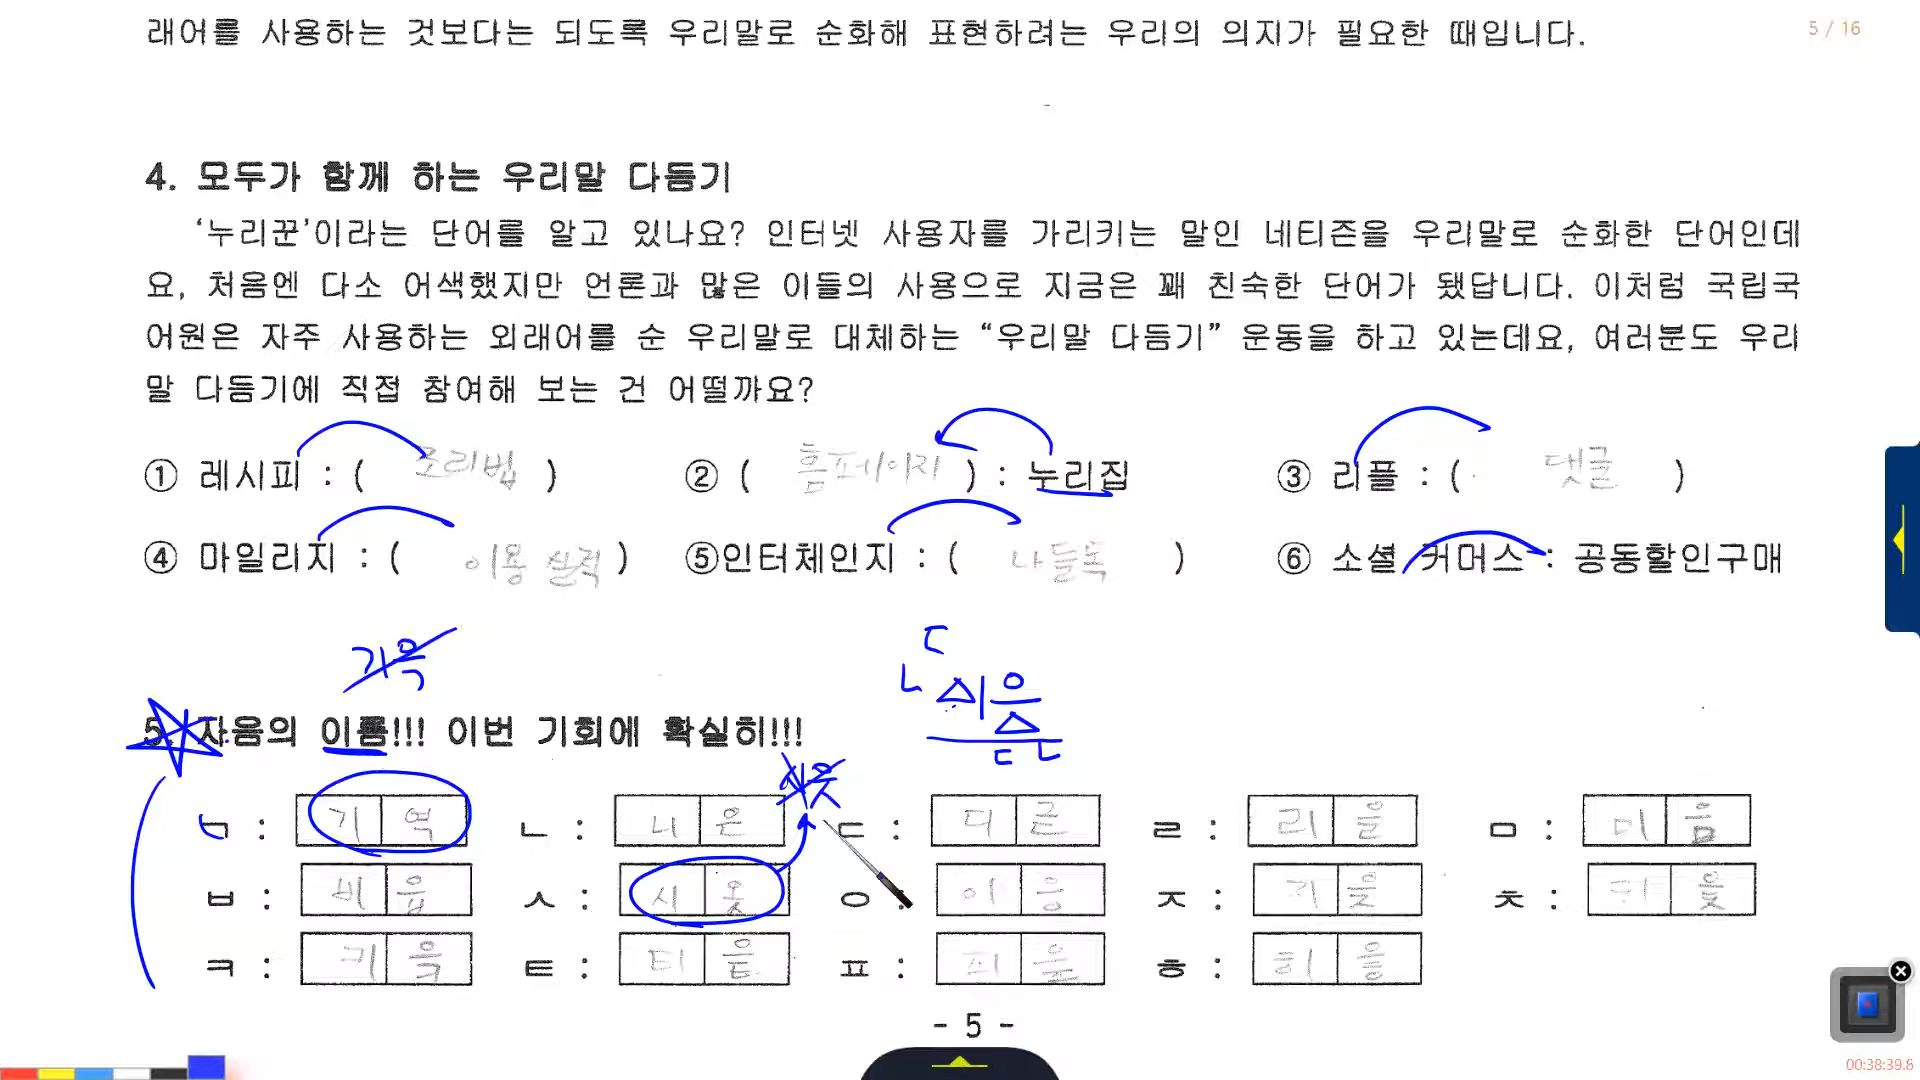 래어를 사용하는 것보다는 되도록 우리말로 순화해 표현하려는 우리의 의지가 필요한 때입니다.
5 / 16
4. 모두가 함께 하는 우리말 다듬기
‘누리꾼’이라는 단어를 알고 있나요? 인터넷 사용자를 가리키는 말인 네티즌을 우리말로 순화한 단어인데
요, 처음엔 다소 어색했지만 언론과 많은 이들의 사용으로 지금은 꽤 친숙한 단어가 됐답니다. 이처럼 국립국
어원은 자주 사용하는 외래어를 순 우리말로 대체하는 “우리말 다듬기” 운동을 하고 있는데요, 여러분도 우리
말 다듬기에 직접 참여해 보는 건 어떨까요?
① 레시피 : ( 조리법 ) ② ( 홈페이지 ) : 누리집 ③ 리플 : ( 댓글 )
④ 마일리지 : ( 이용 실적 ) ⑤인터체인지 : ( 나들목 ) ⑥ 소셜 커머스 : 공동할인구매
기윽
ㄷ
ㄴ
△ㅣ으△
ㄷ ㄴ
5. 자음의 이름!!! 이번 기회에 확실히!!!
시읏
ㄱ : 기 역 ㄴ : 니 은 ㄷ : 디 귿 ㄹ : 리 을 ㅁ : 미 음
ㅂ : 비 읍 ㅅ : 시 옷 ㅇ : 이 응 ㅈ : 지 읒 ㅊ : 치 읓
ㅋ : 키 읔 ㅌ : 티 읕 ㅍ : 피 읖 ㅎ : 히 읗
- 5 -
00:38:39.6